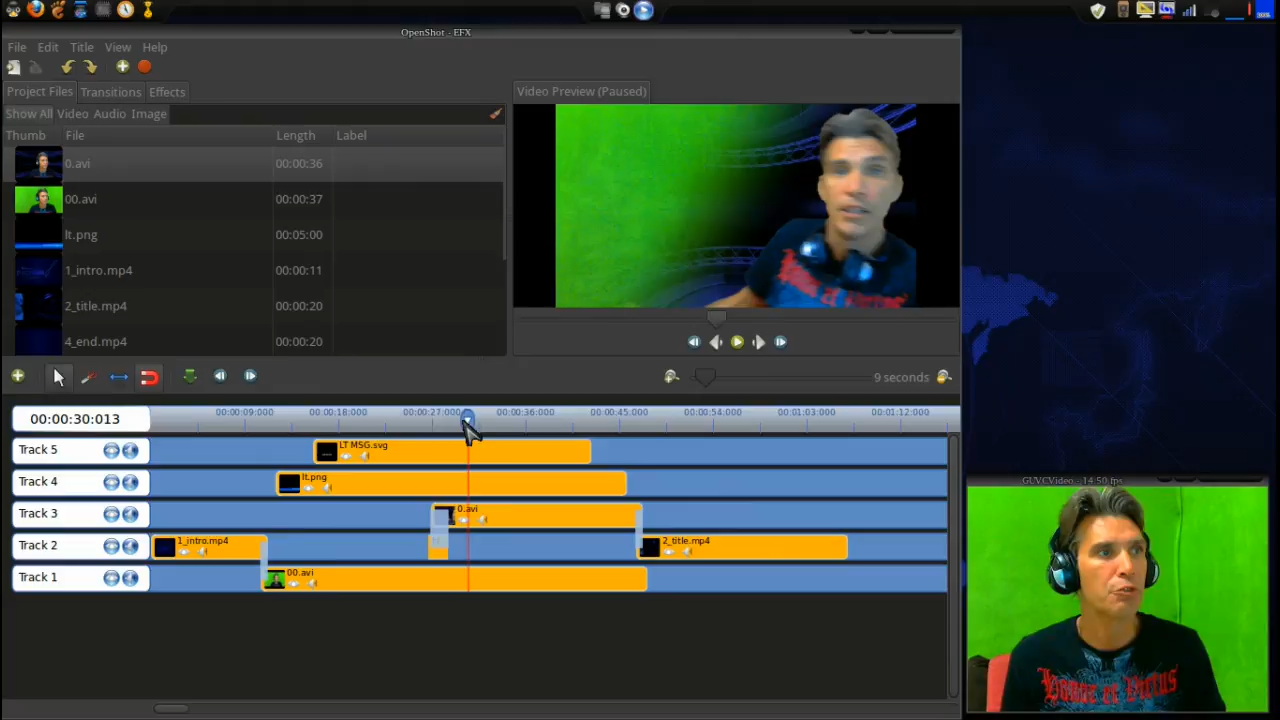 OpenShot - EFX
File Edit Title View Help
Project Files Transitions Effects
Video Preview (Paused)
Show All Video Audio Image
Thumb File Length Label
0.avi 00:00:36
00.avi 00:00:37
lt.png 00:05:00
1_intro.mp4 00:00:11
2_title.mp4 00:00:20
4_end.mp4 00:00:20
9 seconds
00:00:30:013
00:00:09:000 00:00:18:000 00:00:27:000 00:00:36:000 00:00:45:000 00:00:54:000 00:01:03:000 00:01:12:000
Track 5 LT MSG.svg
Track 4 lt.png
Track 3 0.avi
Track 2 1_intro.mp4 2_title.mp4
Track 1 00.avi
GUVCVideo - 14.50 fps